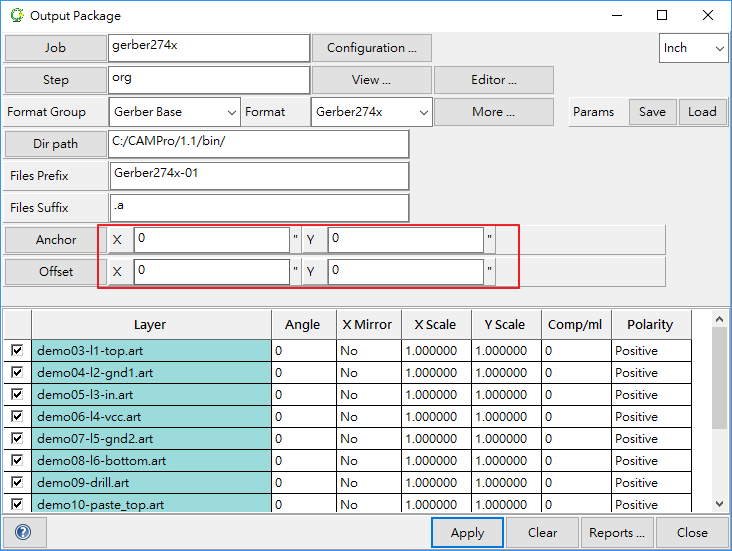 Output Package
Job gerber274x Configuration ... Inch
Step org View ... Editor ...
Format Group Gerber Base Format Gerber274x More ... Params Save Load
Dir path C:/CAMPro/1.1/bin/
Files Prefix Gerber274x-01
Files Suffix .a
Anchor X 0 " Y 0 "
Offset X 0 " Y 0 "
Layer Angle X Mirror X Scale Y Scale Comp/ml Polarity
demo03-l1-top.art 0 No 1.000000 1.000000 0 Positive
demo04-l2-gnd1.art 0 No 1.000000 1.000000 0 Positive
demo05-l3-in.art 0 No 1.000000 1.000000 0 Positive
demo06-l4-vcc.art 0 No 1.000000 1.000000 0 Positive
demo07-l5-gnd2.art 0 No 1.000000 1.000000 0 Positive
demo08-l6-bottom.art 0 No 1.000000 1.000000 0 Positive
demo09-drill.art 0 No 1.000000 1.000000 0 Positive
demo10-paste_top.art 0 No 1.000000 1.000000 0 Positive
? Apply Clear Reports ... Close